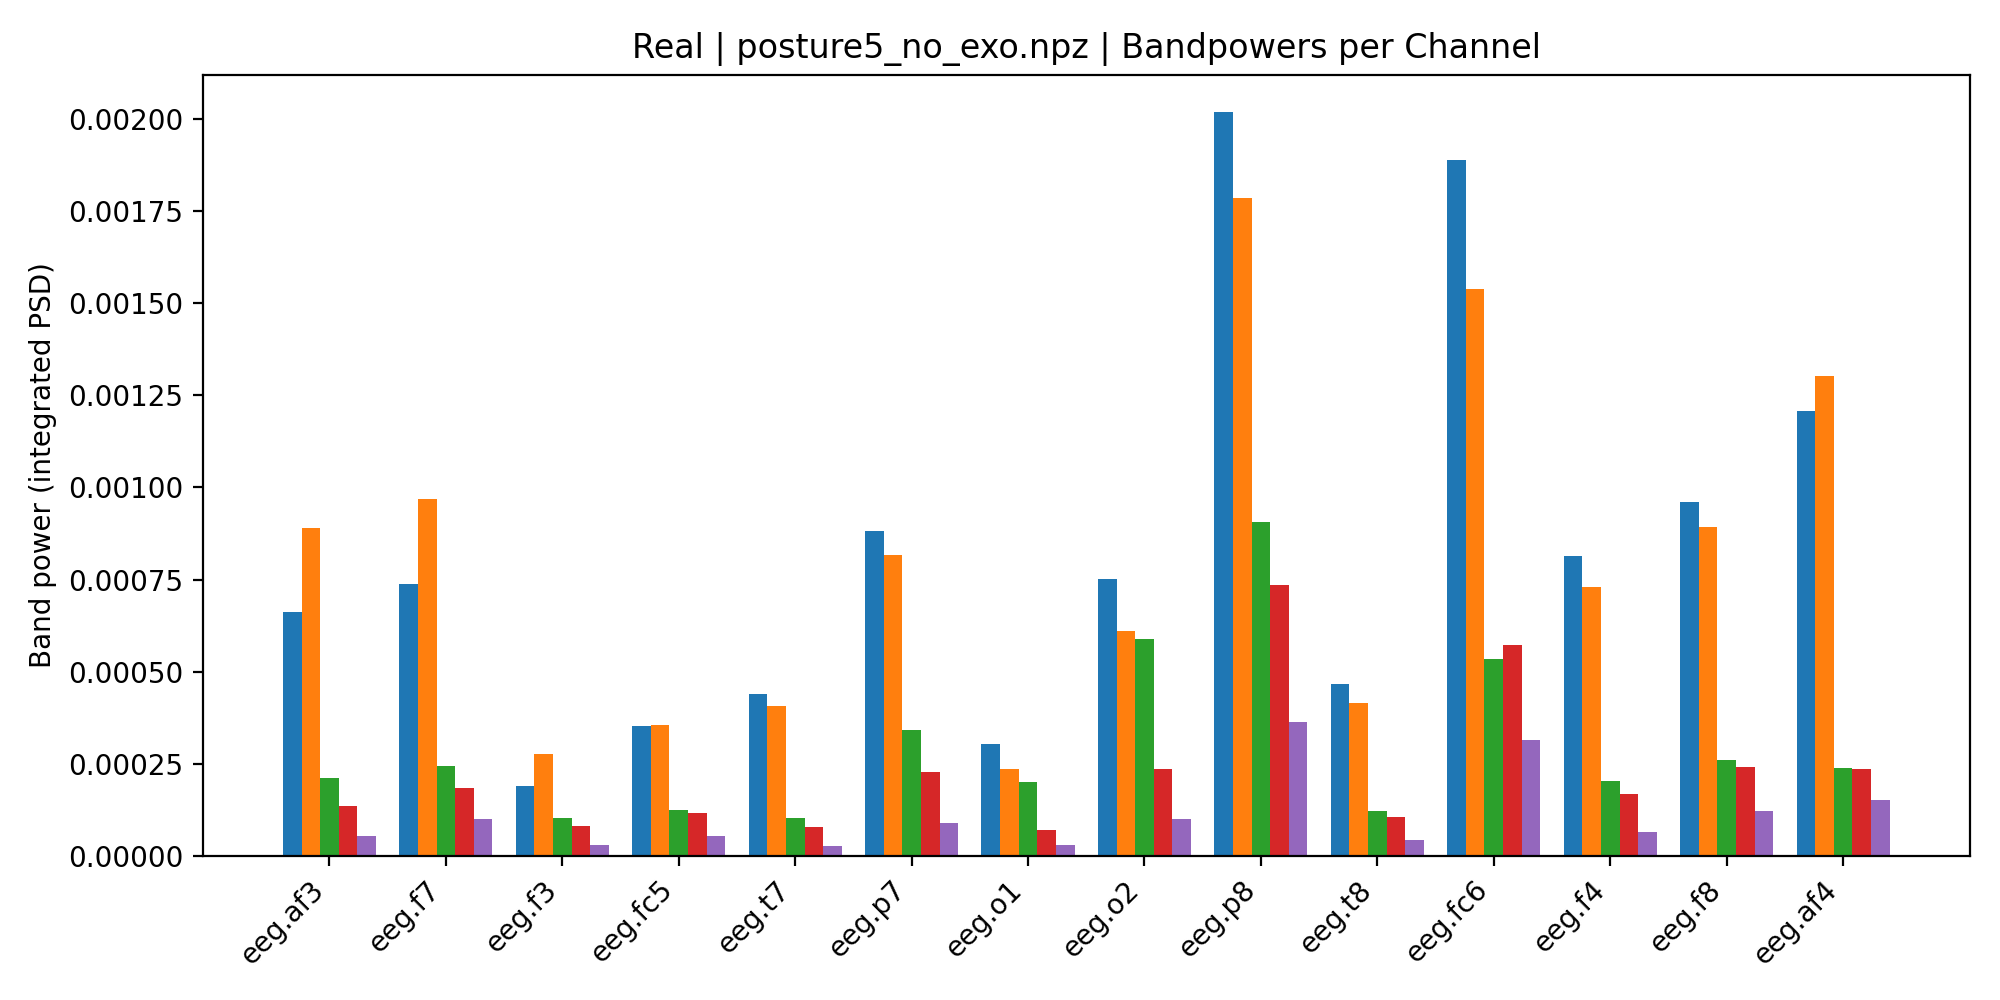 Real | posture5_no_exo.npz | Bandpowers per Channel
Band power (integrated PSD)
0.00200
0.00175
0.00150
0.00125
0.00100
0.00075
0.00050
0.00025
0.00000
eeg.af3
eeg.f7
eeg.f3
eeg.fc5
eeg.t7
eeg.p7
eeg.o1
eeg.o2
eeg.p8
eeg.t8
eeg.fc6
eeg.f4
eeg.f8
eeg.af4